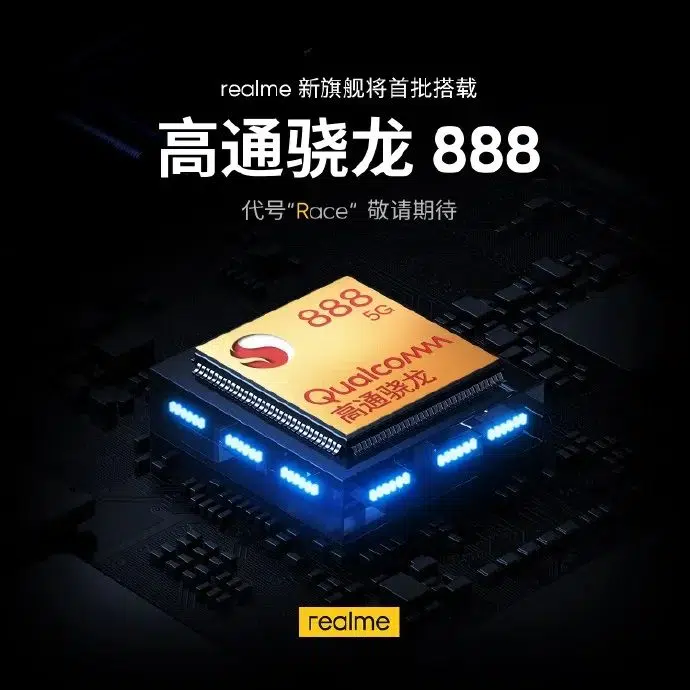 realme 新旗舰将首批搭载
高通骁龙 888
代号“Race” 敬请期待
888
5G
Qualcomm
高通骁龙
realme